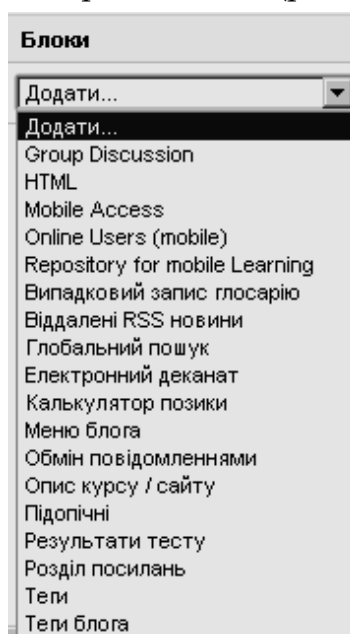 Блоки
Додати...
Додати...
Group Discussion
HTML
Mobile Access
Online Users (mobile)
Repository for mobile Learning
Випадковий запис глосарію
Віддалені RSS новини
Глобальний пошук
Електронний деканат
Калькулятор позики
Меню блога
Обмін повідомленнями
Опис курсу / сайту
Підопічні
Результати тесту
Розділ посилань
Теги
Теги блога